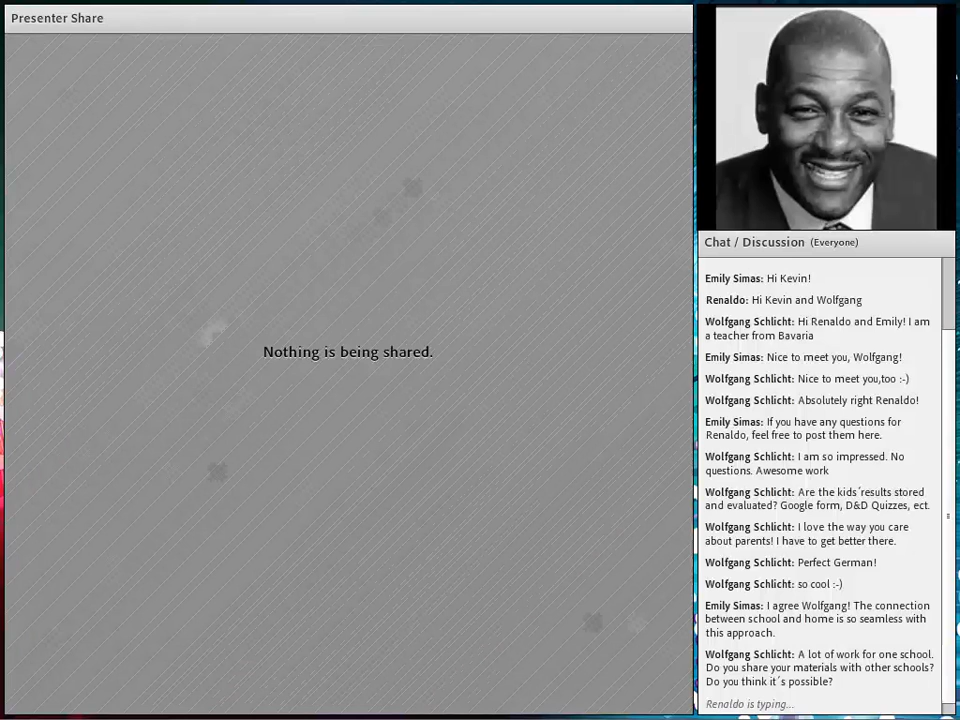 Presenter Share
Nothing is being shared.
Chat / Discussion (Everyone)
Emily Simas: Hi Kevin!
Renaldo: Hi Kevin and Wolfgang
Wolfgang Schlicht: Hi Renaldo and Emily! I am
a teacher from Bavaria
Emily Simas: Nice to meet you, Wolfgang!
Wolfgang Schlicht: Nice to meet you,too :-)
Wolfgang Schlicht: Absolutely right Renaldo!
Emily Simas: If you have any questions for
Renaldo, feel free to post them here.
Wolfgang Schlicht: I am so impressed. No
questions. Awesome work
Wolfgang Schlicht: Are the kids´results stored
and evaluated? Google form, D&D Quizzes, ect.
Wolfgang Schlicht: I love the way you care
about parents! I have to get better there.
Wolfgang Schlicht: Perfect German!
Wolfgang Schlicht: so cool :-)
Emily Simas: I agree Wolfgang! The connection
between school and home is so seamless with
this approach.
Wolfgang Schlicht: A lot of work for one school.
Do you share your materials with other schools?
Do you think it´s possible?
Renaldo is typing...